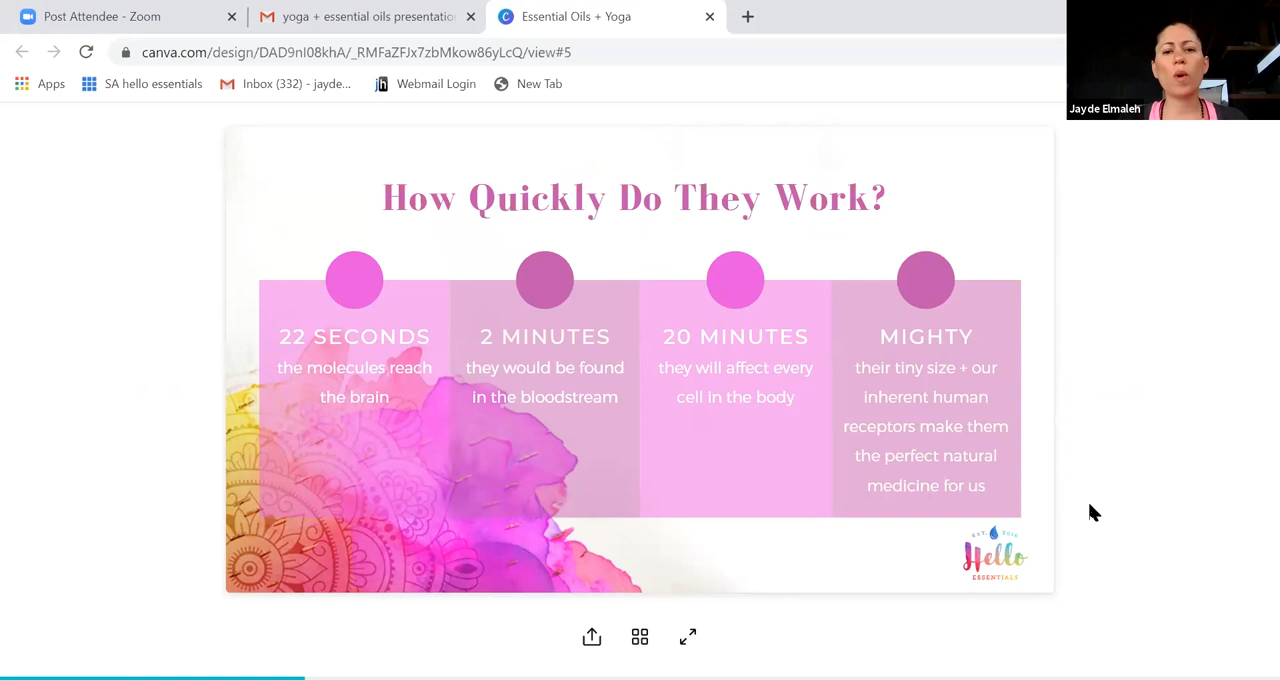 Post Attendee - Zoom
yoga + essential oils presentatio
Essential Oils + Yoga
canva.com/design/DAD9nI08khA/_RMFaZFJx7zbMkow86yLcQ/view#5
Apps
SA hello essentials
Inbox (332) - jayde...
jh
Webmail Login
New Tab
Jayde Elmaleh
How Quickly Do They Work?
22 SECONDS
the molecules reach
the brain
2 MINUTES
they would be found
in the bloodstream
20 MINUTES
they will affect every
cell in the body
MIGHTY
their tiny size + our
inherent human
receptors make them
the perfect natural
medicine for us
Hello
ESSENTIALS